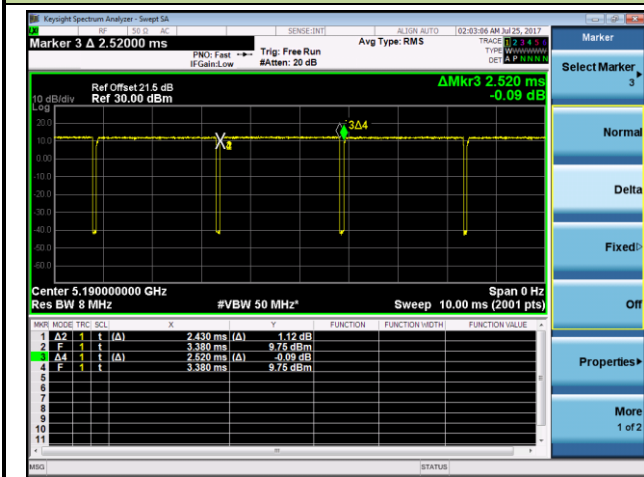 Keysight Spectrum Analyzer - Swept SA
RF 50 Ω AC SENSE:INT ALIGN AUTO 02:03:06 AM Jul 25, 2017
Marker 3 Δ 2.52000 ms
PNO: Fast
IFGain:Low
Trig: Free Run
#Atten: 20 dB
Avg Type: RMS
TRACE 1 2 3 4 5 6
TYPE WWWWWW
DET A P N N N N
Marker
Select Marker
3
Normal
Delta
Fixed
Off
Properties
More
1 of 2
10 dB/div
Log
Ref Offset 21.5 dB
Ref 30.00 dBm
ΔMkr3 2.520 ms
-0.09 dB
20.0
10.0
0.00
-10.0
-20.0
-30.0
-40.0
-50.0
-60.0
3Δ4
Center 5.190000000 GHz
Res BW 8 MHz
#VBW 50 MHz*
Span 0 Hz
Sweep 10.00 ms (2001 pts)
MKR MODE TRC SCL X Y FUNCTION FUNCTION WIDTH FUNCTION VALUE
1 Δ2 1 t (Δ) 2.430 ms (Δ) 1.12 dB
2 F 1 t 3.380 ms 9.75 dBm
3 Δ4 1 t (Δ) 2.520 ms (Δ) -0.09 dB
4 F 1 t 3.380 ms 9.75 dBm
5
6
7
8
9
10
11
MSG STATUS